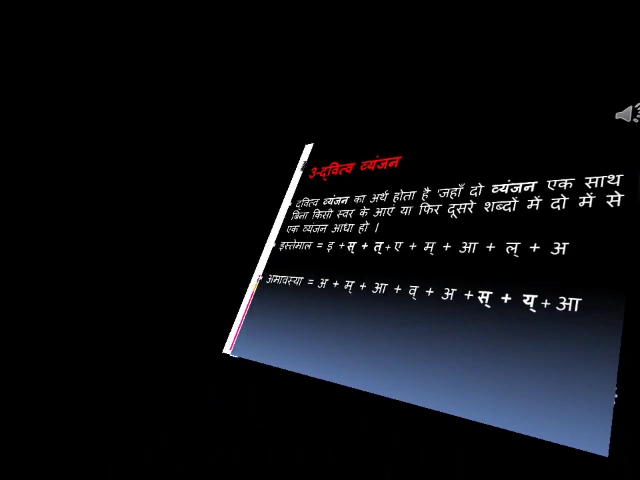 3-द्वित्व व्यंजन
द्वित्व व्यंजन का अर्थ होता है 'जहाँ दो व्यंजन एक साथ
बिना किसी स्वर के आएं या फिर दूसरे शब्दों में दो में से
एक व्यंजन आधा हो ।
इस्तेमाल = इ +स् + त्+ए + म् + आ + ल् + अ
अमावस्या = अ + म् + आ + व् + अ +स् + य् + आ